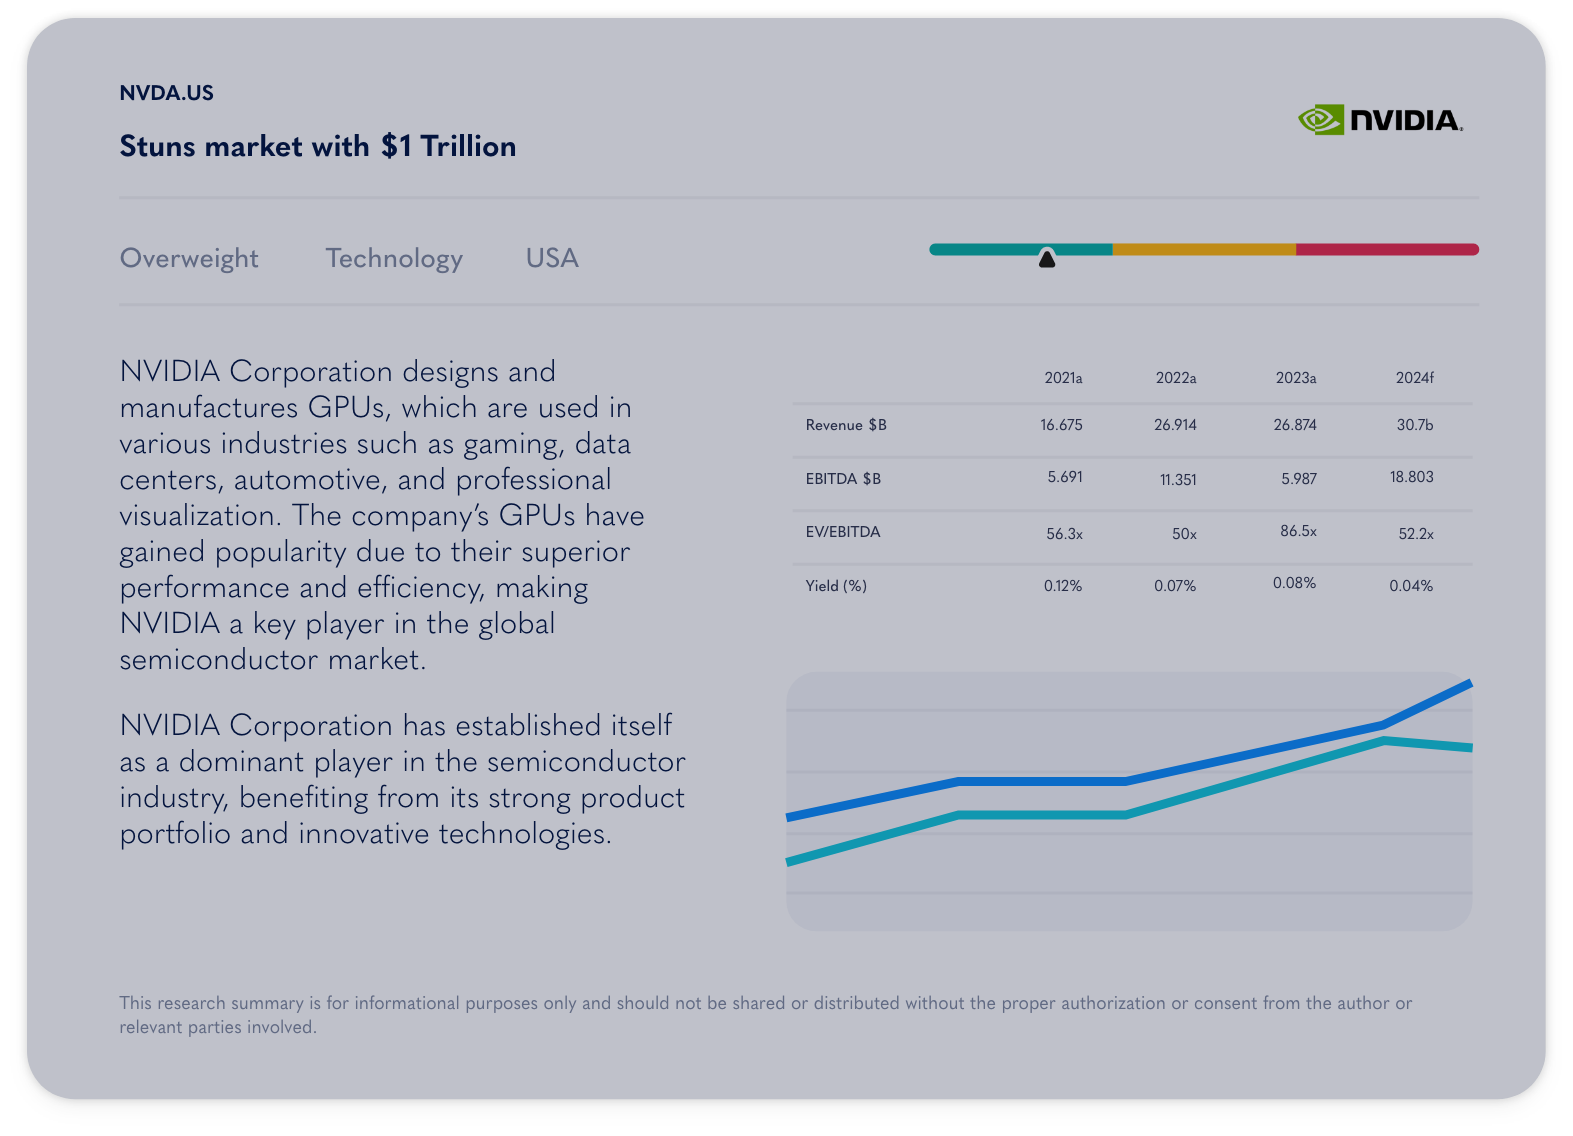 NVDA.US
Stuns market with $1 Trillion
NVIDIA
Overweight Technology USA
NVIDIA Corporation designs and
manufactures GPUs, which are used in
various industries such as gaming, data
centers, automotive, and professional
visualization. The company’s GPUs have
gained popularity due to their superior
performance and efficiency, making
NVIDIA a key player in the global
semiconductor market.
NVIDIA Corporation has established itself
as a dominant player in the semiconductor
industry, benefiting from its strong product
portfolio and innovative technologies.
2021a 2022a 2023a 2024f
Revenue $B 16.675 26.914 26.874 30.7b
EBITDA $B 5.691 11.351 5.987 18.803
EV/EBITDA 56.3x 50x 86.5x 52.2x
Yield (%) 0.12% 0.07% 0.08% 0.04%
This research summary is for informational purposes only and should not be shared or distributed without the proper authorization or consent from the author or
relevant parties involved.